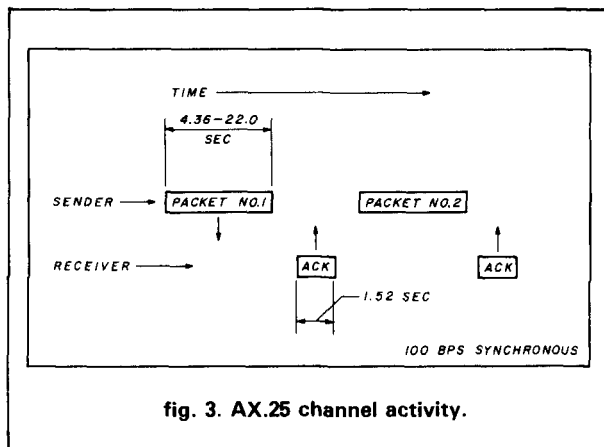 TIME
4.36-22.0
SEC
SENDER PACKET NO.1 PACKET NO.2
RECEIVER ACK ACK
1.52 SEC
100 BPS SYNCHRONOUS
fig. 3. AX.25 channel activity.